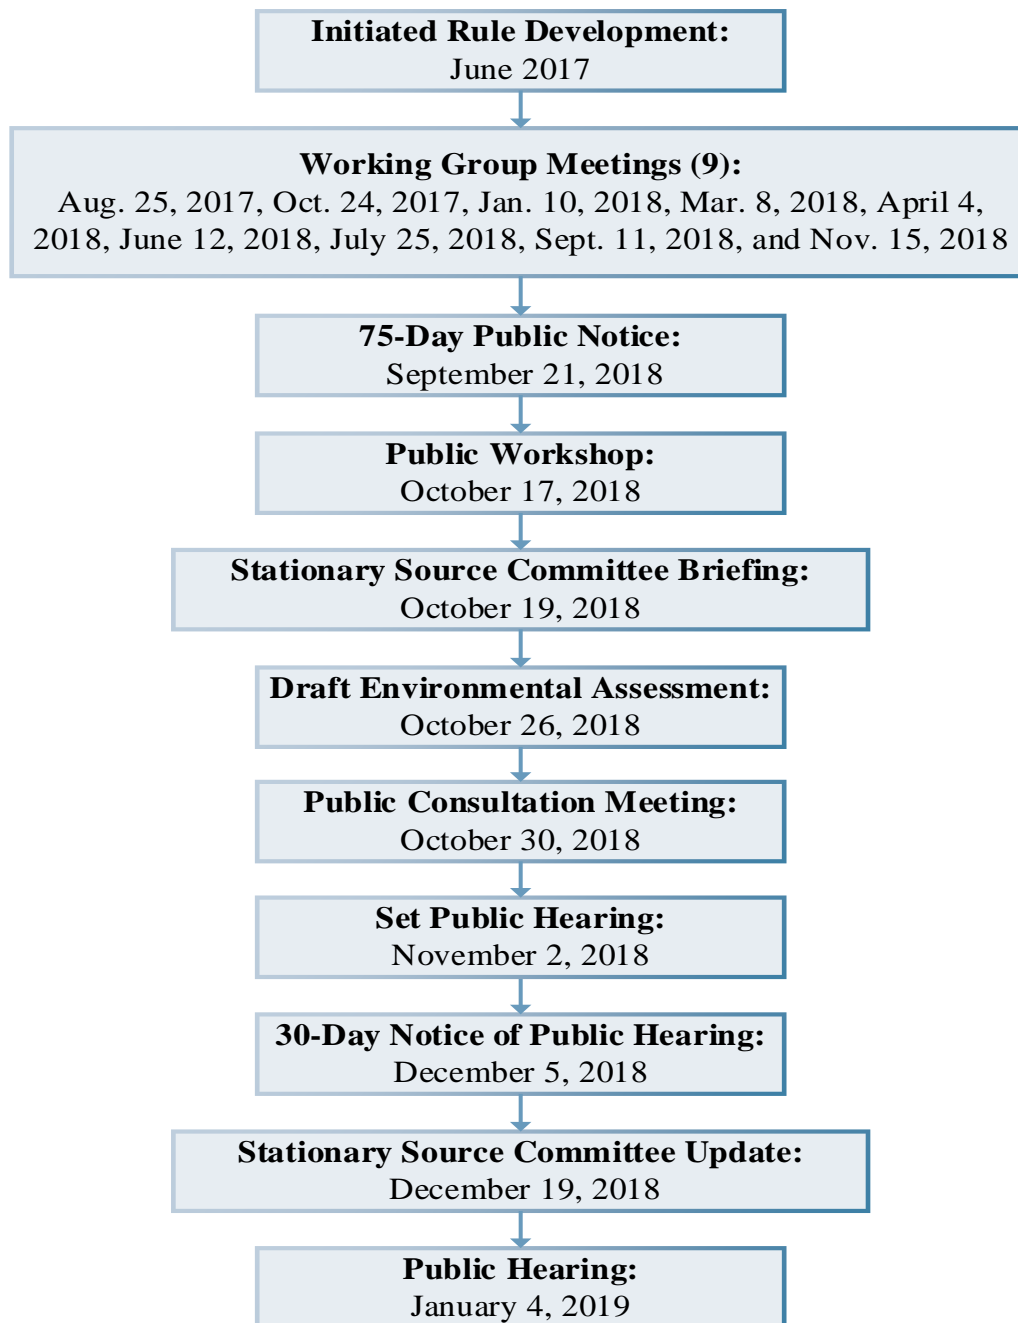 Initiated Rule Development:
June 2017
Working Group Meetings (9):
Aug. 25, 2017, Oct. 24, 2017, Jan. 10, 2018, Mar. 8, 2018, April 4,
2018, June 12, 2018, July 25, 2018, Sept. 11, 2018, and Nov. 15, 2018
75-Day Public Notice:
September 21, 2018
Public Workshop:
October 17, 2018
Stationary Source Committee Briefing:
October 19, 2018
Draft Environmental Assessment:
October 26, 2018
Public Consultation Meeting:
October 30, 2018
Set Public Hearing:
November 2, 2018
30-Day Notice of Public Hearing:
December 5, 2018
Stationary Source Committee Update:
December 19, 2018
Public Hearing:
January 4, 2019